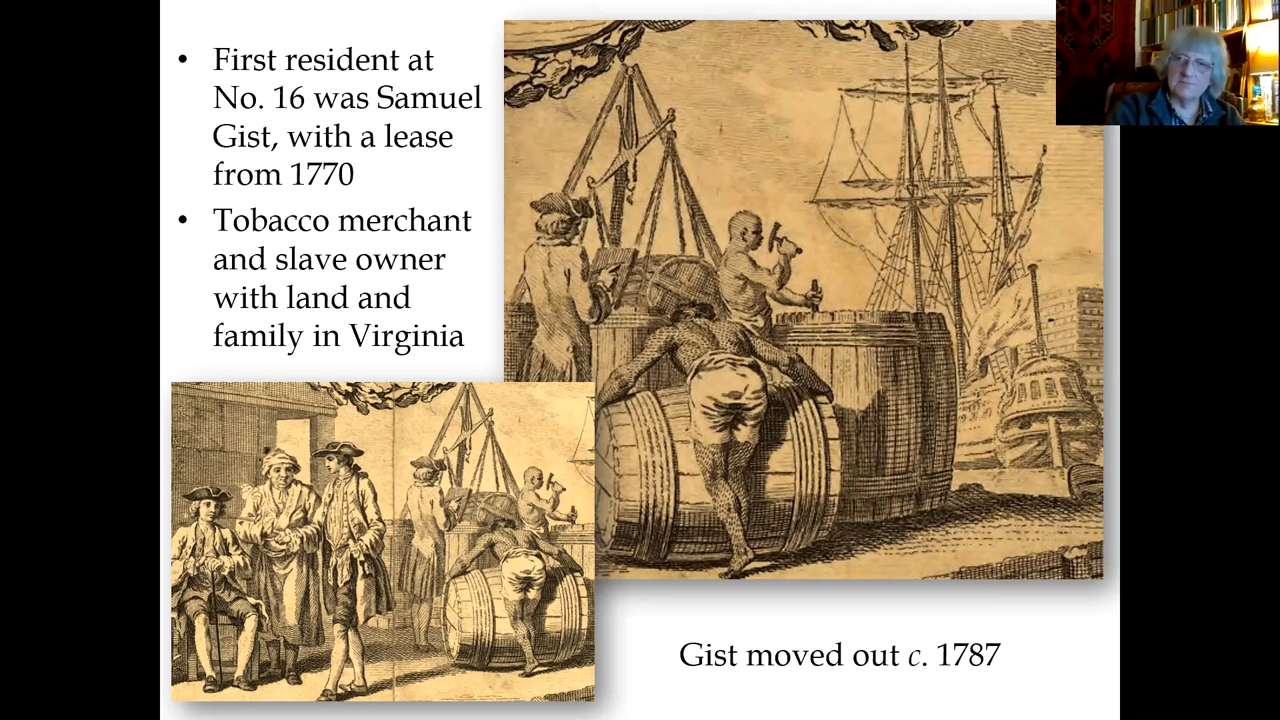 • First resident at
No. 16 was Samuel
Gist, with a lease
from 1770
• Tobacco merchant
and slave owner
with land and
family in Virginia
Gist moved out c. 1787